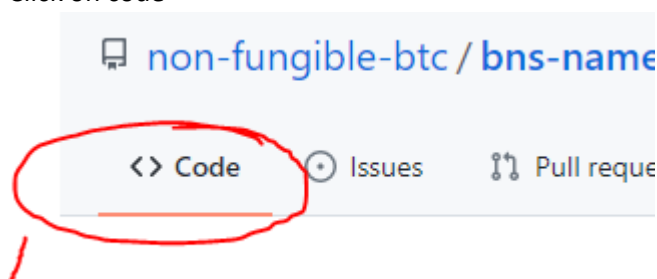 non-fungible-btc / bns-name
<> Code Issues Pull reque